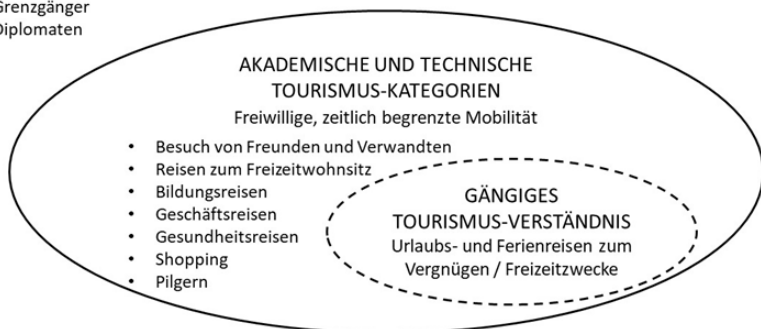 Grenzgänger
Diplomaten
AKADEMISCHE UND TECHNISCHE
TOURISMUS-KATEGORIEN
Freiwillige, zeitlich begrenzte Mobilität
• Besuch von Freunden und Verwandten
• Reisen zum Freizeitwohnsitz
• Bildungsreisen
• Geschäftsreisen
• Gesundheitsreisen
• Shopping
• Pilgern
GÄNGIGES
TOURISMUS-VERSTÄNDNIS
Urlaubs- und Ferienreisen zum
Vergnügen / Freizeitzwecke